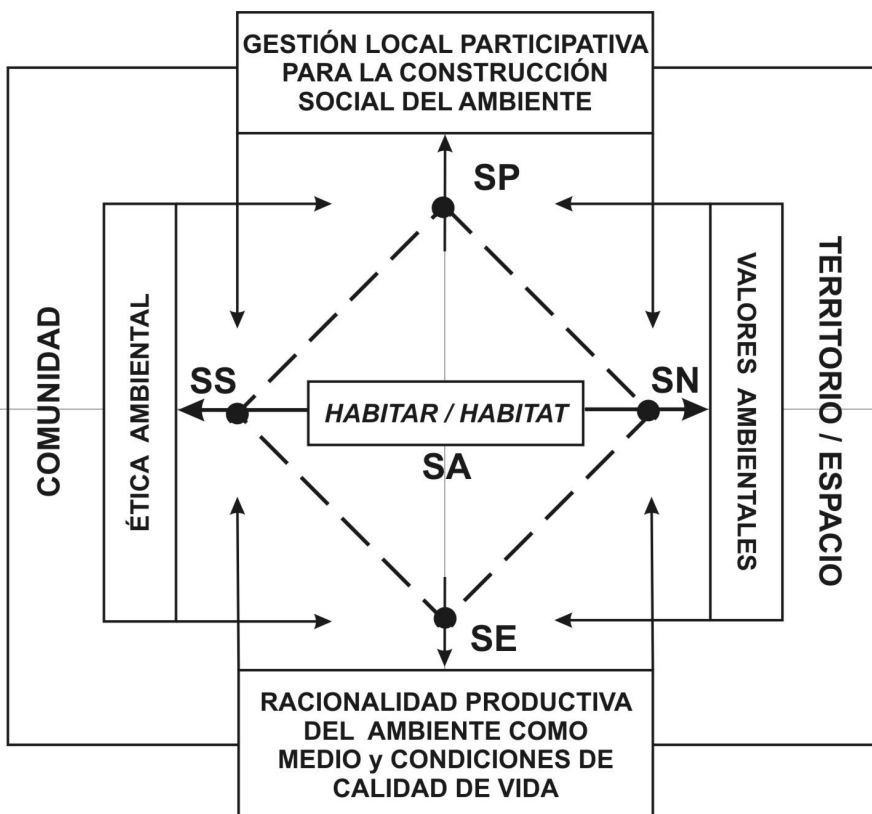 GESTIÓN LOCAL PARTICIPATIVA
PARA LA CONSTRUCCIÓN
SOCIAL DEL AMBIENTE
SP
COMUNIDAD
ÉTICA AMBIENTAL
SS
HABITAR / HABITAT
SN
SA
VALORES AMBIENTALES
TERRITORIO / ESPACIO
SE
RACIONALIDAD PRODUCTIVA
DEL AMBIENTE COMO
MEDIO y CONDICIONES DE
CALIDAD DE VIDA